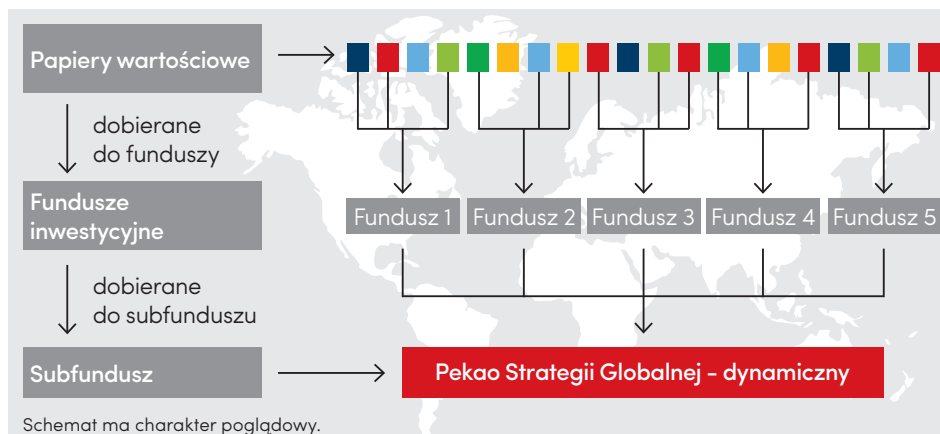 Papiery wartościowe
dobierane
do funduszy
Fundusze
inwestycyjne
Fundusz 1
Fundusz 2
Fundusz 3
Fundusz 4
Fundusz 5
dobierane
do subfunduszu
Subfundusz
Pekao Strategii Globalnej - dynamiczny
Schemat ma charakter poglądowy.